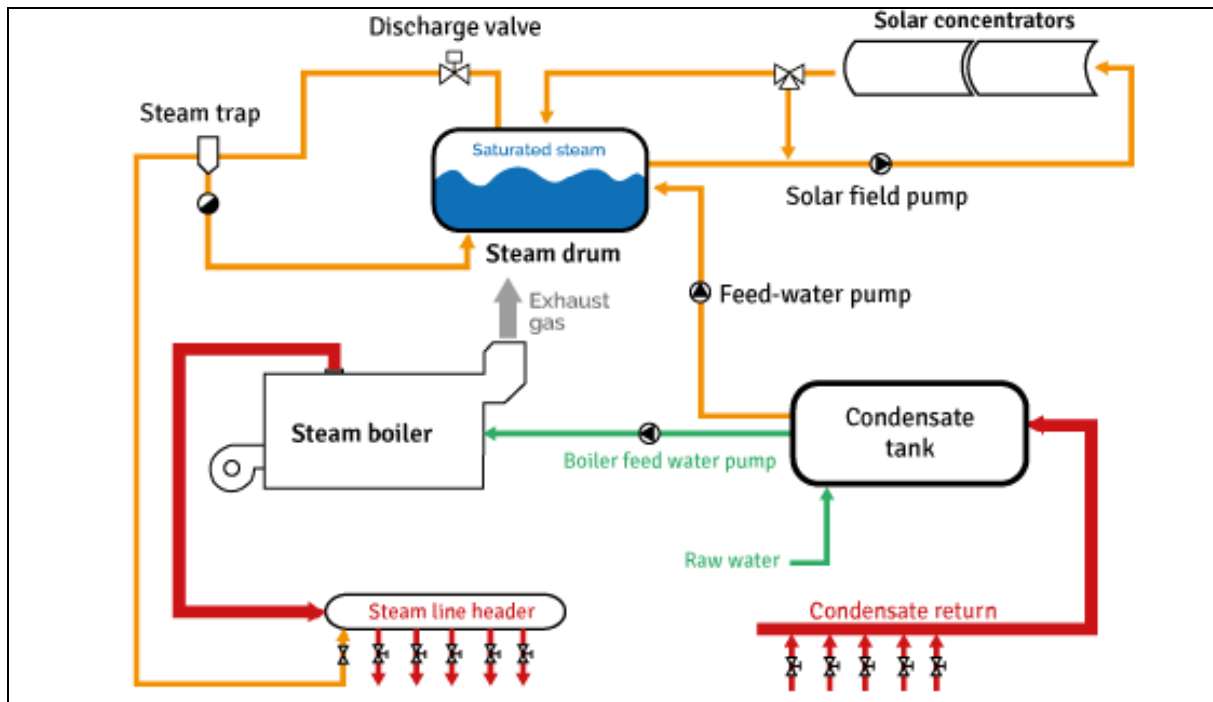 Solar concentrators
Discharge valve
Steam trap
Saturated steam
Solar field pump
Steam drum
Exhaust
gas
Feed-water pump
Steam boiler
Condensate
tank
Boiler feed water pump
Raw water
Steam line header
Condensate return